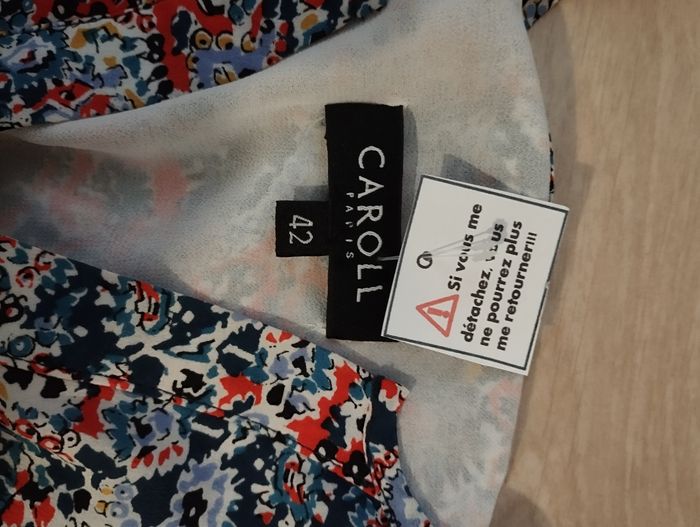 CAROLL
PARIS
42
Si vous me
détachez, vous
ne pourrez plus
me retourner!!!